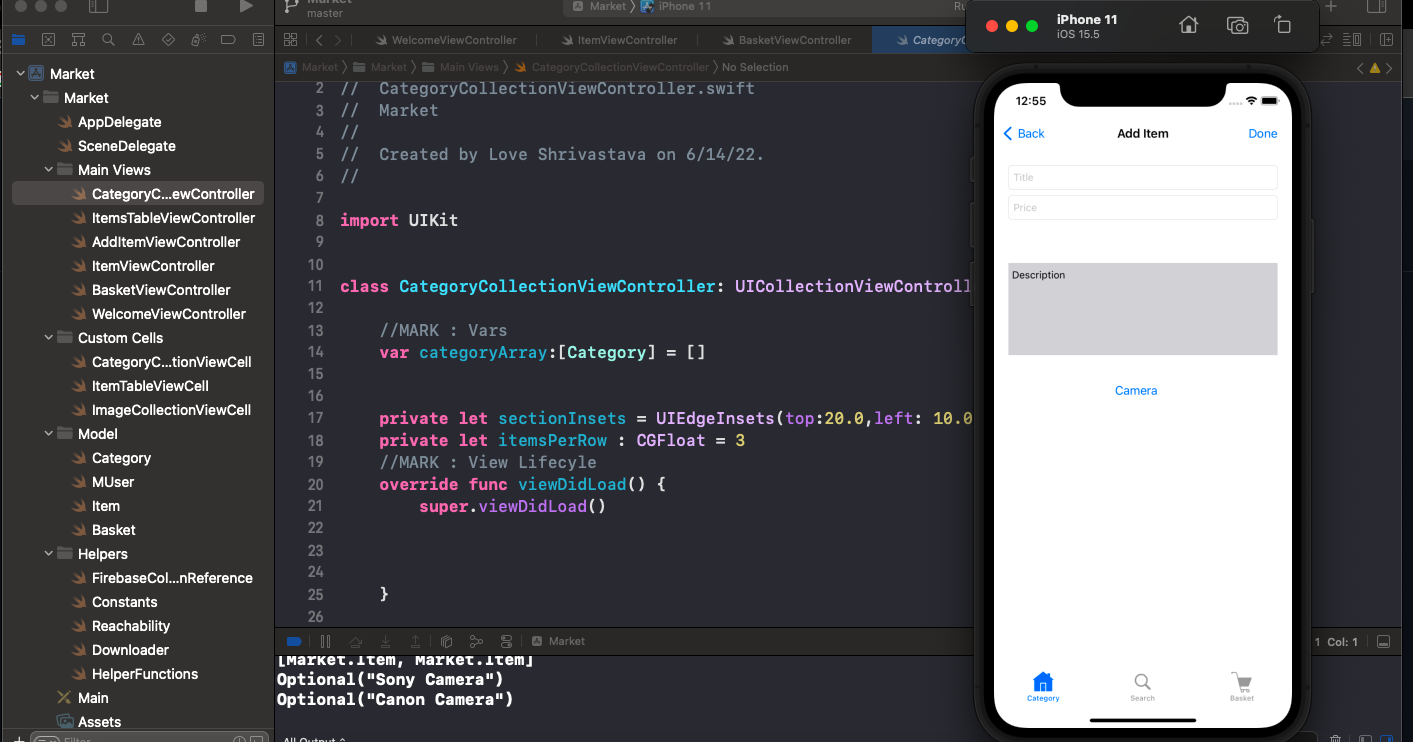 Market
master
Market
iPhone 11
Ru
WelcomeViewController
ItemViewController
BasketViewController
CategoryC
Market
Market
Main Views
CategoryCollectionViewController
No Selection
Market
Market
AppDelegate
SceneDelegate
Main Views
CategoryC...ewController
ItemsTableViewController
AddItemViewController
ItemViewController
BasketViewController
WelcomeViewController
Custom Cells
CategoryC...tionViewCell
ItemTableViewCell
ImageCollectionViewCell
Model
Category
MUser
Item
Basket
Helpers
FirebaseCol...nReference
Constants
Reachability
Downloader
HelperFunctions
Main
Assets
Filter
2 // CategoryCollectionViewController.swift
3 // Market
4 //
5 // Created by Love Shrivastava on 6/14/22.
6 //
7
8 import UIKit
9
10
11 class CategoryCollectionViewController: UICollectionViewControll
12
13 //MARK : Vars
14 var categoryArray:[Category] = []
15
16
17 private let sectionInsets = UIEdgeInsets(top:20.0,left: 10.0
18 private let itemsPerRow : CGFloat = 3
19 //MARK : View Lifecyle
20 override func viewDidLoad() {
21 super.viewDidLoad()
22
23
24
25 }
26
Market
1 Col: 1
[Market.Item, Market.Item]
Optional("Sony Camera")
Optional("Canon Camera")
All Output
iPhone 11
iOS 15.5
12:55
Back
Add Item
Done
Title
Price
Description
Camera
Category
Search
Basket